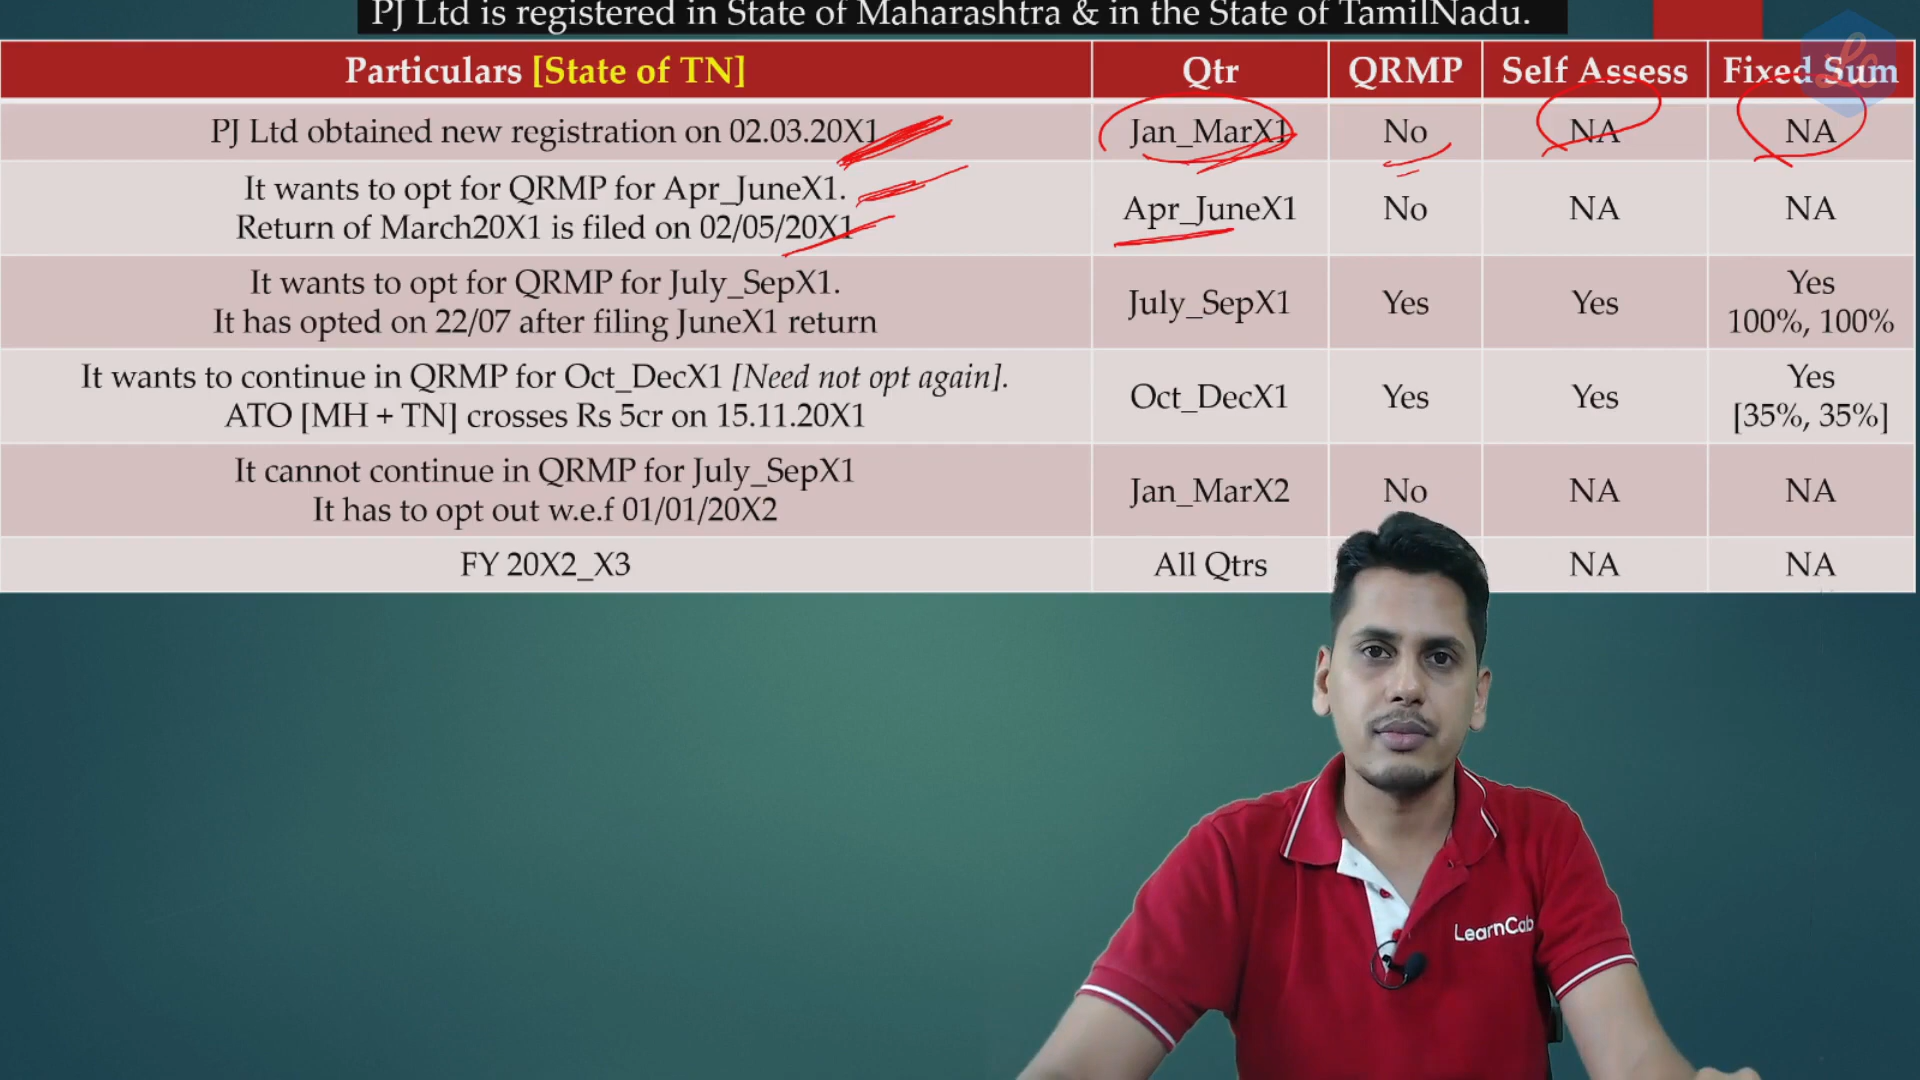 PJ Ltd is registered in State of Maharashtra & in the State of TamilNadu.
Particulars [State of TN] Qtr QRMP Self Assess Fixed Sum
PJ Ltd obtained new registration on 02.03.20X1 Jan_MarX1 No NA NA
It wants to opt for QRMP for Apr_JuneX1.
Return of March20X1 is filed on 02/05/20X1 Apr_JuneX1 No NA NA
It wants to opt for QRMP for July_SepX1.
It has opted on 22/07 after filing JuneX1 return July_SepX1 Yes Yes Yes
100%, 100%
It wants to continue in QRMP for Oct_DecX1 [Need not opt again].
ATO [MH + TN] crosses Rs 5cr on 15.11.20X1 Oct_DecX1 Yes Yes Yes
[35%, 35%]
It cannot continue in QRMP for July_SepX1
It has to opt out w.e.f 01/01/20X2 Jan_MarX2 No NA NA
FY 20X2_X3 All Qtrs NA NA
LearnCab
Lc